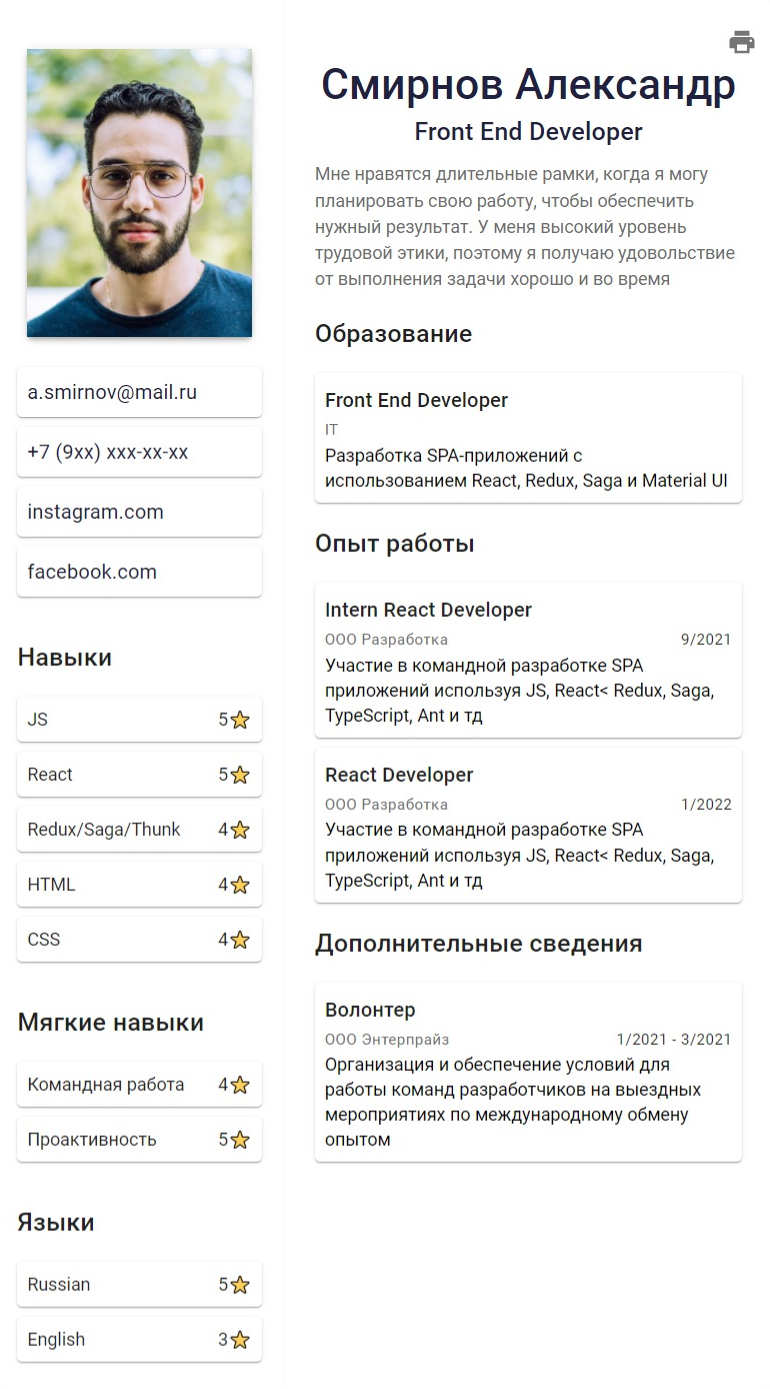 a.smirnov@mail.ru
+7 (9xx) xxx-xx-xx
instagram.com
facebook.com
Навыки
JS 5
React 5
Redux/Saga/Thunk 4
HTML 4
CSS 4
Мягкие навыки
Командная работа 4
Проактивность 5
Языки
Russian 5
English 3
Смирнов Александр
Front End Developer
Мне нравятся длительные рамки, когда я могу
планировать свою работу, чтобы обеспечить
нужный результат. У меня высокий уровень
трудовой этики, поэтому я получаю удовольствие
от выполнения задачи хорошо и во время
Образование
Front End Developer
IT
Разработка SPA-приложений с
использованием React, Redux, Saga и Material UI
Опыт работы
Intern React Developer
ООО Разработка 9/2021
Участие в командной разработке SPA
приложений используя JS, React< Redux, Saga,
TypeScript, Ant и тд
React Developer
ООО Разработка 1/2022
Участие в командной разработке SPA
приложений используя JS, React< Redux, Saga,
TypeScript, Ant и тд
Дополнительные сведения
Волонтер
ООО Энтерпрайз 1/2021 - 3/2021
Организация и обеспечение условий для
работы команд разработчиков на выездных
мероприятиях по международному обмену
опытом